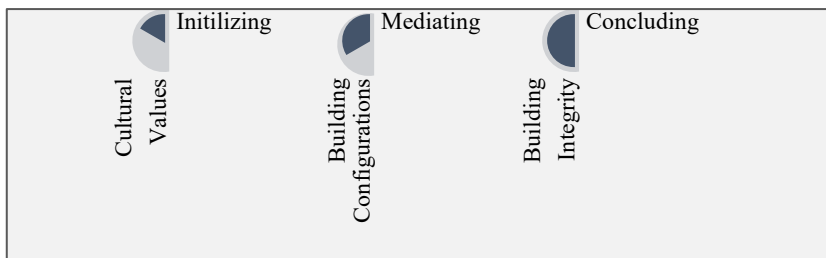 Initilizing
Cultural
Values
Mediating
Building
Configurations
Concluding
Building
Integrity